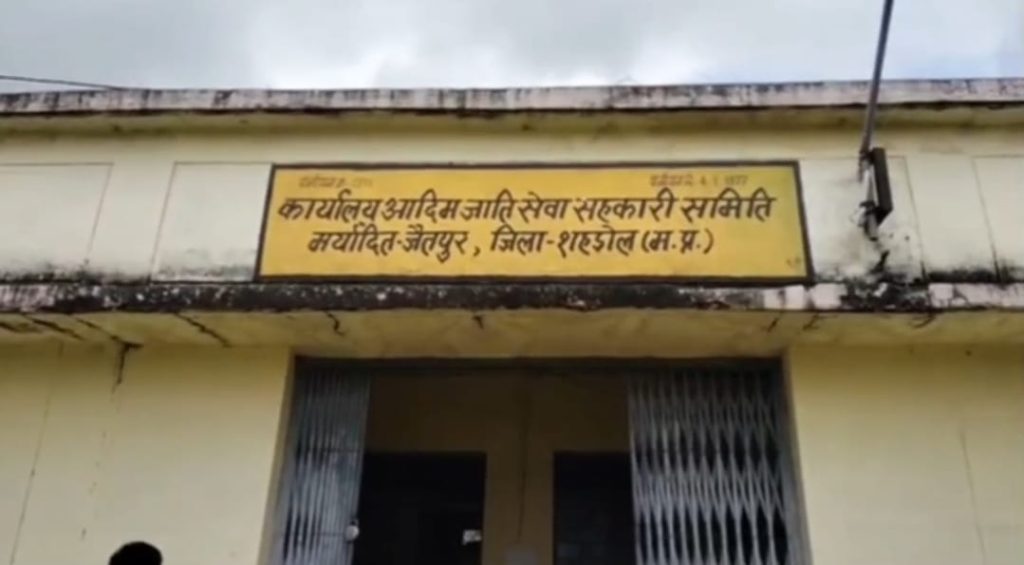 कार्यालय आदिम जाति सेवा सहकारी समिति
मर्यादित-जैतपुर, जिला-शहडोल (म.प्र.)